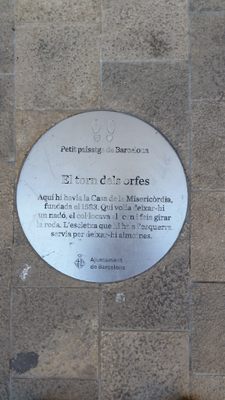 Petit paisatge de Barcelona
El torn dels orfes
Aquí hi havia la Casa de la Misericòrdia,
fundada el 1583. Qui volia deixar-hi
un nadó, el col·locava al torn i feia girar
la roda. L'escletxa que hi ha a l'esquerra
servia per deixar-hi almoines.
Ajuntament
de Barcelona